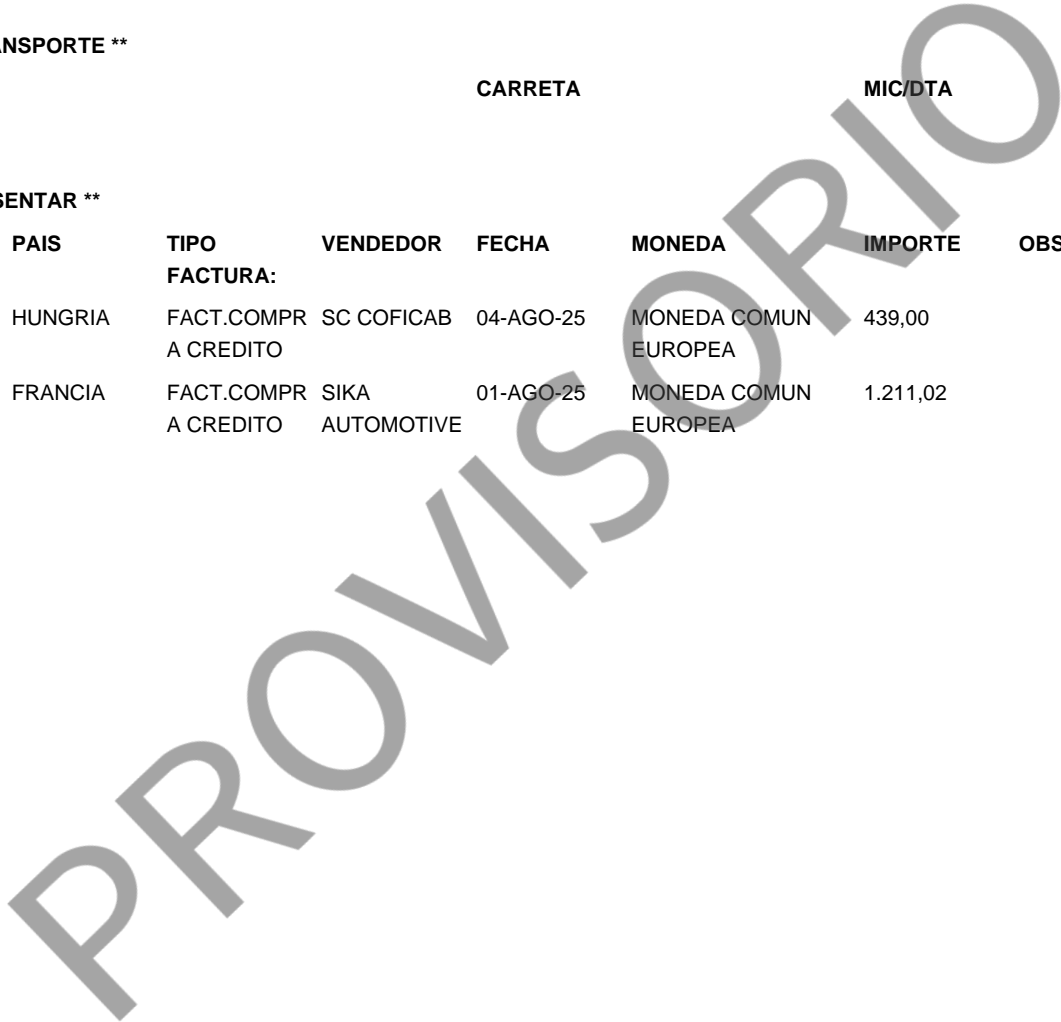 ANSPORTE **
CARRETA MIC/DTA
SENTAR **
PAIS TIPO VENDEDOR FECHA MONEDA IMPORTE OBS
FACTURA:
HUNGRIA FACT.COMPR SC COFICAB 04-AGO-25 MONEDA COMUN 439,00
A CREDITO EUROPEA
FRANCIA FACT.COMPR SIKA 01-AGO-25 MONEDA COMUN 1.211,02
A CREDITO AUTOMOTIVE EUROPEA
PROVISORIO